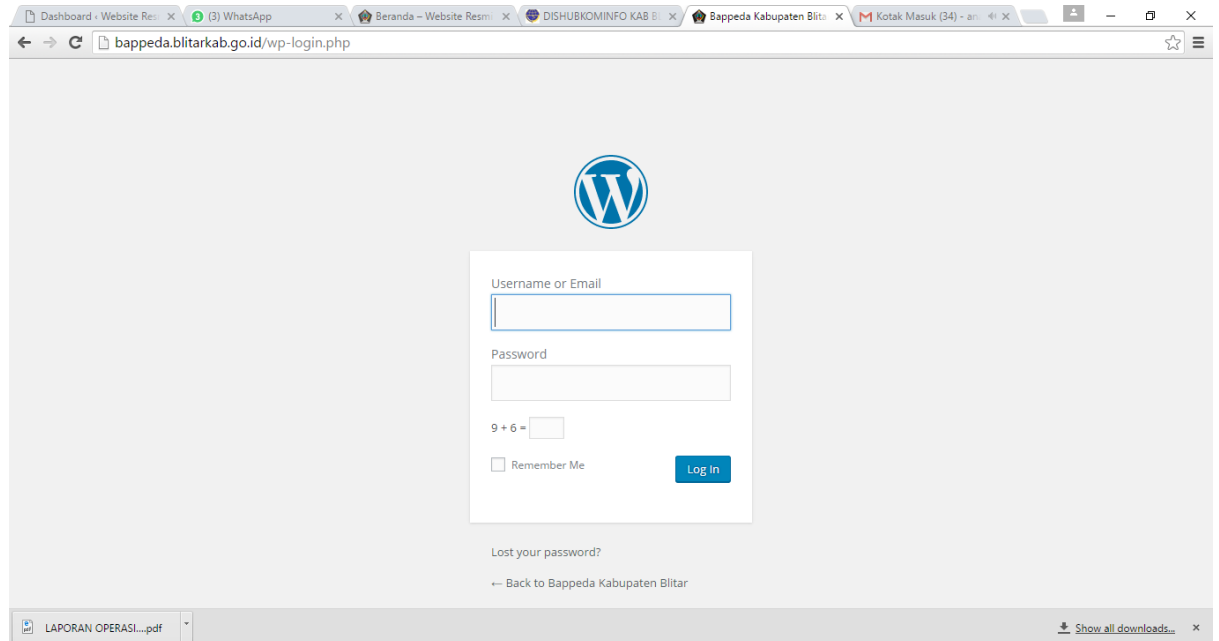 Dashboard ‹ Website Res
(3) WhatsApp
Beranda – Website Resmi
DISHUBKOMINFO KAB B
Bappeda Kabupaten Blita
Kotak Masuk (34) - an
bappeda.blitarkab.go.id/wp-login.php
Username or Email
Password
9 + 6 =
Remember Me
Log In
Lost your password?
← Back to Bappeda Kabupaten Blitar
LAPORAN OPERASI....pdf
Show all downloads...